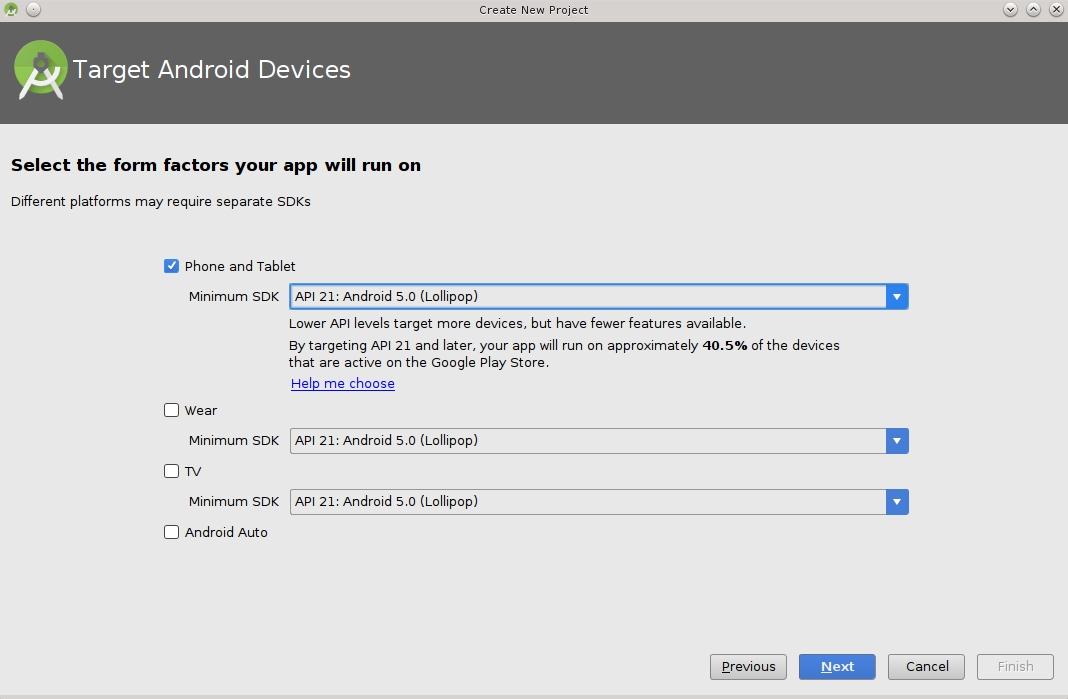 Create New Project
Target Android Devices
Select the form factors your app will run on
Different platforms may require separate SDKs
Phone and Tablet
Minimum SDK API 21: Android 5.0 (Lollipop)
Lower API levels target more devices, but have fewer features available.
By targeting API 21 and later, your app will run on approximately 40.5% of the devices
that are active on the Google Play Store.
Help me choose
Wear
Minimum SDK API 21: Android 5.0 (Lollipop)
TV
Minimum SDK API 21: Android 5.0 (Lollipop)
Android Auto
Previous Next Cancel Finish